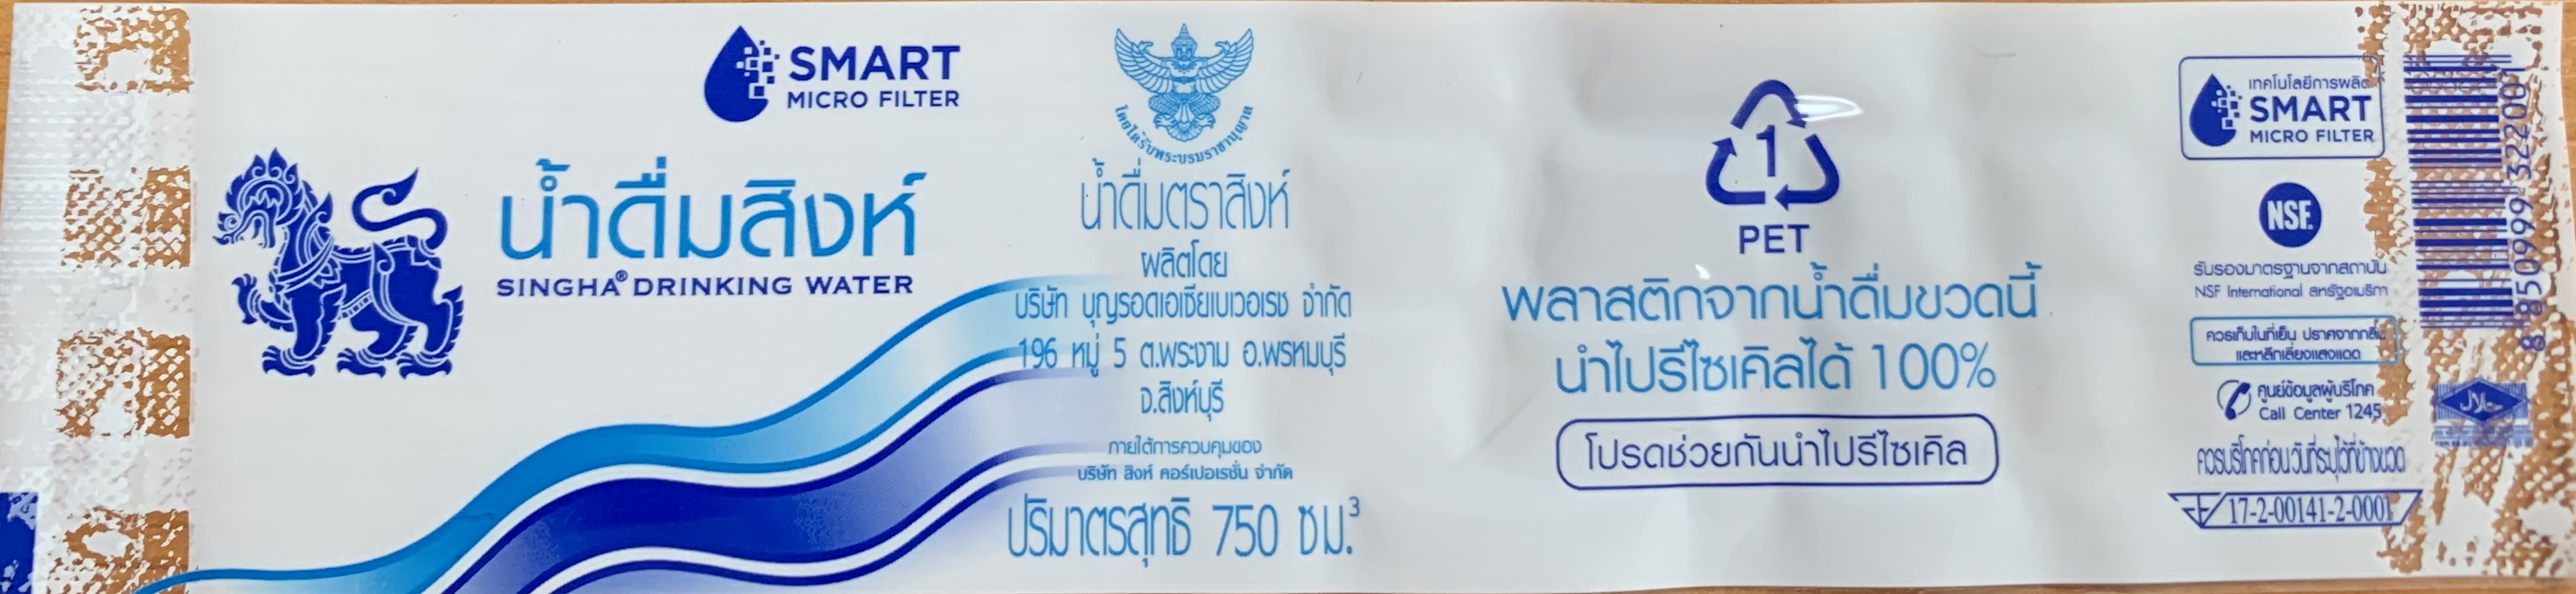 SMART
MICRO FILTER
น้ำดื่มสิงห์
SINGHA® DRINKING WATER
โดยได้รับพระบรมราชานุญาต
น้ำดื่มตราสิงห์
ผลิตโดย
บริษัท บุญรอดเอเซียเบเวอเรช จำกัด
196 หมู่ 5 ต.พระงาม อ.พรหมบุรี
จ.สิงห์บุรี
ภายใต้การควบคุมของ
บริษัท สิงห์ คอร์เปอเรชั่น จำกัด
ปริมาตรสุทธิ 750 ซม.³
1
PET
พลาสติกจากน้ำดื่มขวดนี้
นำไปรีไซเคิลได้ 100%
โปรดช่วยกันนำไปรีไซเคิล
เทคโนโลยีการผลิต
SMART
MICRO FILTER
NSF.
รับรองมาตรฐานจากสถาบัน
NSF International สหรัฐอเมริกา
ควรเก็บในที่เย็น ปราศจากกลิ่น
และหลีกเลี่ยงแสงแดด
ศูนย์ข้อมูลผู้บริโภค
Call Center 1245
ควรบริโภคก่อนวันที่ระบุไว้ที่ข้างขวด
17-2-00141-2-0001
8 850999 322001
حلال